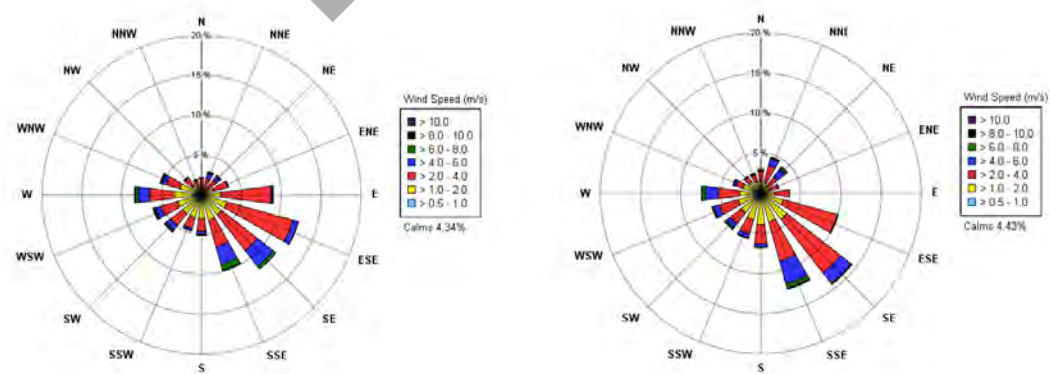 N
NNW
NNE
20 %
NW
NE
15 %
10 %
WNW
ENE
5 %
W
E
WSW
ESE
SW
SE
SSW
SSE
S
Wind Speed (m/s)
> 10.0
> 8.0 - 10.0
> 6.0 - 8.0
> 4.0 - 6.0
> 2.0 - 4.0
> 1.0 - 2.0
> 0.5 - 1.0
Calms 4.34%
N
NNW
NNE
20 %
NW
NE
15 %
10 %
WNW
ENE
5 %
W
E
WSW
ESE
SW
SE
SSW
SSE
S
Wind Speed (m/s)
> 10.0
> 8.0 - 10.0
> 6.0 - 8.0
> 4.0 - 6.0
> 2.0 - 4.0
> 1.0 - 2.0
> 0.5 - 1.0
Calms 4.43%